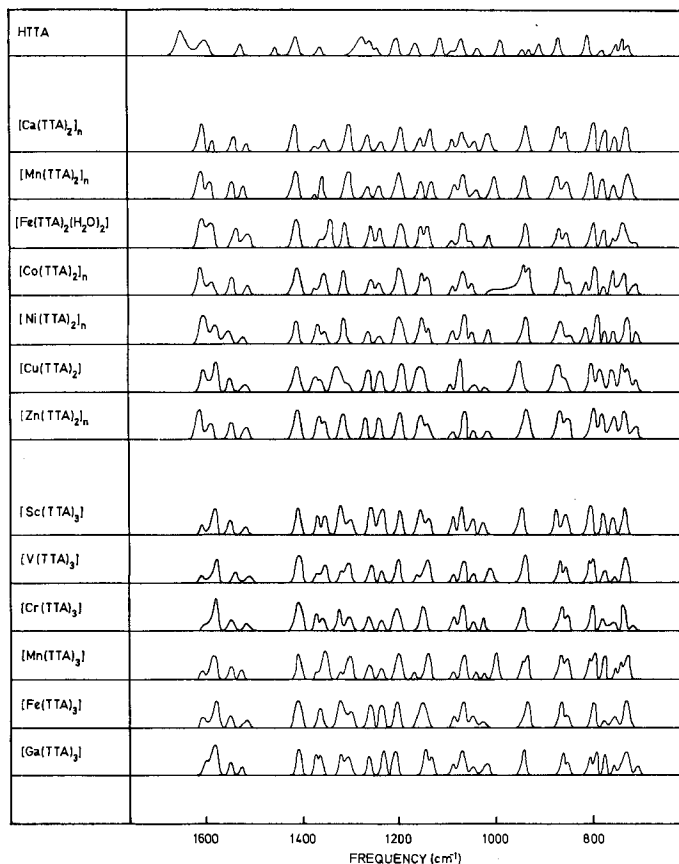 HTTA
[Ca(TTA)₂]ₙ
[Mn(TTA)₂]ₙ
[Fe(TTA)₂(H₂O)₂]
[Co(TTA)₂]ₙ
[Ni(TTA)₂]ₙ
[Cu(TTA)₂]
[Zn(TTA)₂]ₙ
[Sc(TTA)₃]
[V(TTA)₃]
[Cr(TTA)₃]
[Mn(TTA)₃]
[Fe(TTA)₃]
[Ga(TTA)₃]
1600 1400 1200 1000 800
FREQUENCY (cm⁻¹)